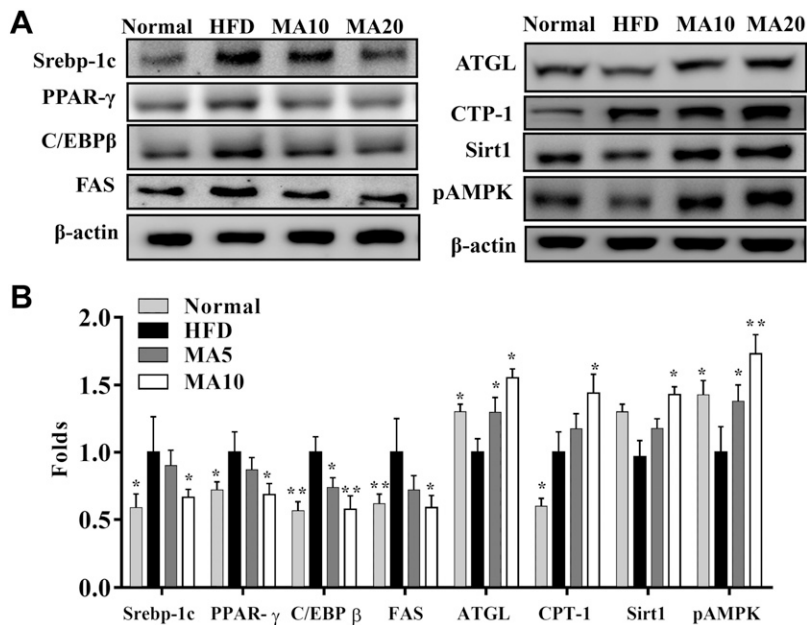 A
Normal HFD MA10 MA20
Srebp-1c
PPAR-γ
C/EBPβ
FAS
β-actin
Normal HFD MA10 MA20
ATGL
CTP-1
Sirt1
pAMPK
β-actin
B
Normal
HFD
MA5
MA10
Folds
2.0
1.5
1.0
0.5
0.0
* * * * ** * ** ** * * * * * * * * * **
Srebp-1c PPAR- γ C/EBP β FAS ATGL CPT-1 Sirt1 pAMPK